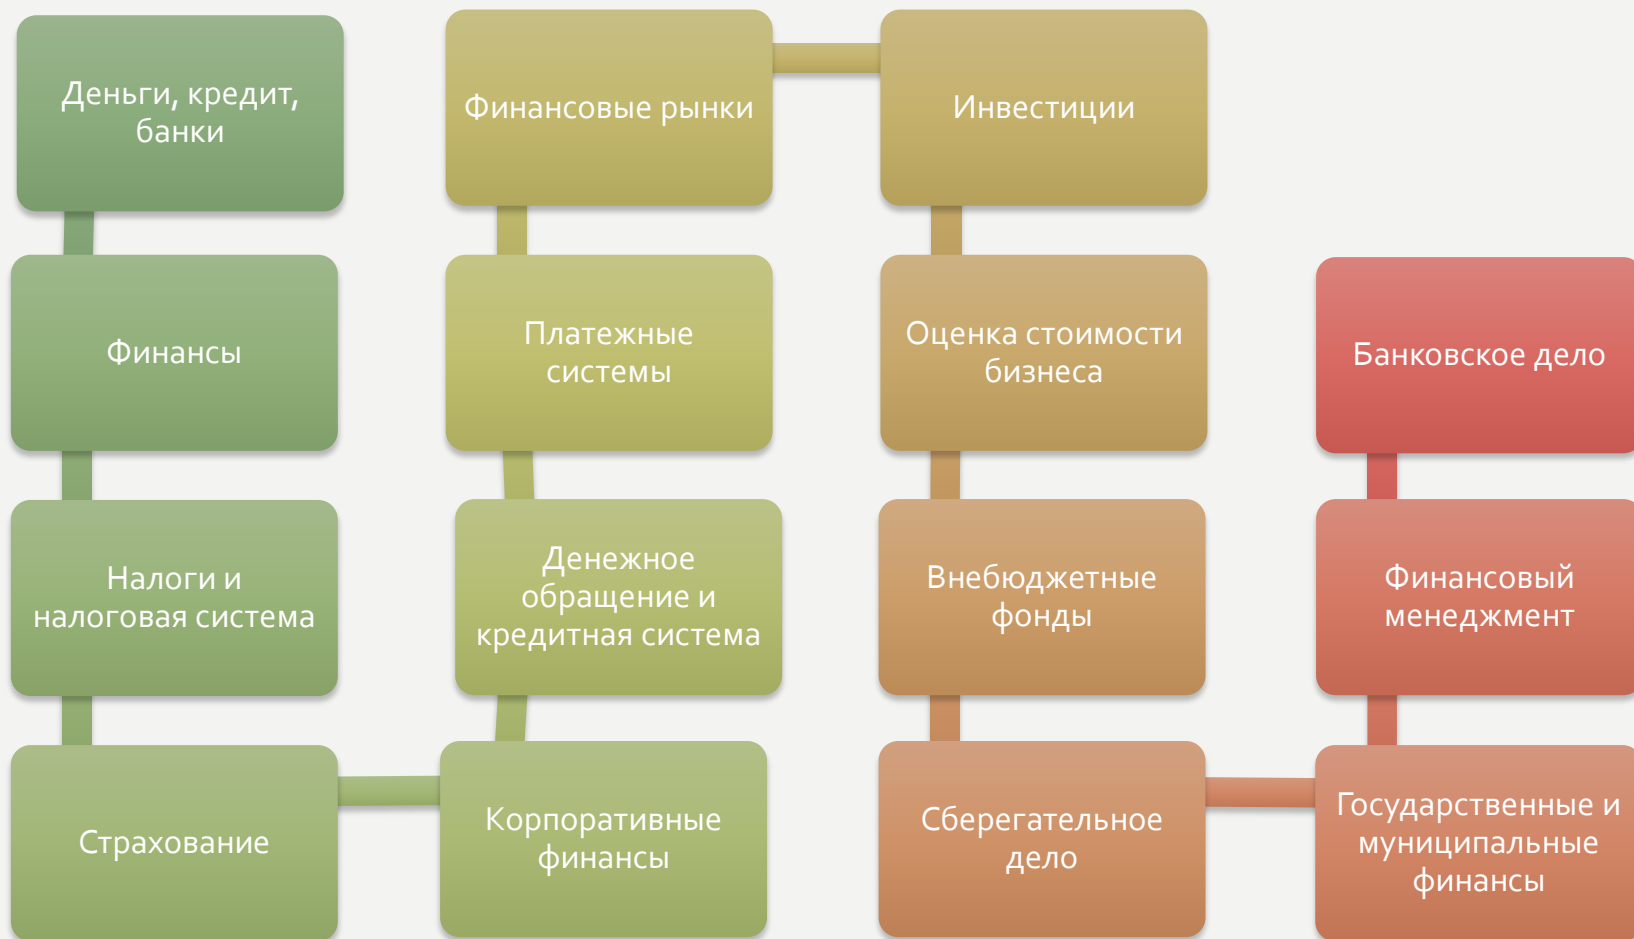 Деньги, кредит,
банки
Финансы
Налоги и
налоговая система
Страхование
Корпоративные
финансы
Денежное
обращение и
кредитная система
Платежные
системы
Финансовые рынки
Инвестиции
Оценка стоимости
бизнеса
Внебюджетные
фонды
Сберегательное
дело
Государственные и
муниципальные
финансы
Финансовый
менеджмент
Банковское дело